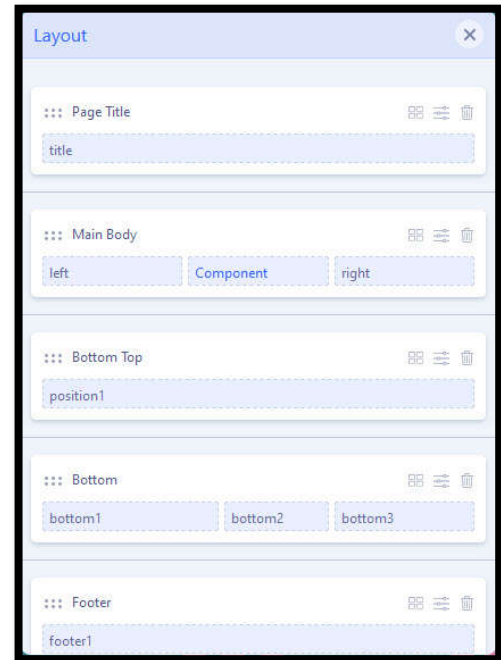 Layout
Page Title
title
Main Body
left Component right
Bottom Top
position1
Bottom
bottom1 bottom2 bottom3
Footer
footer1